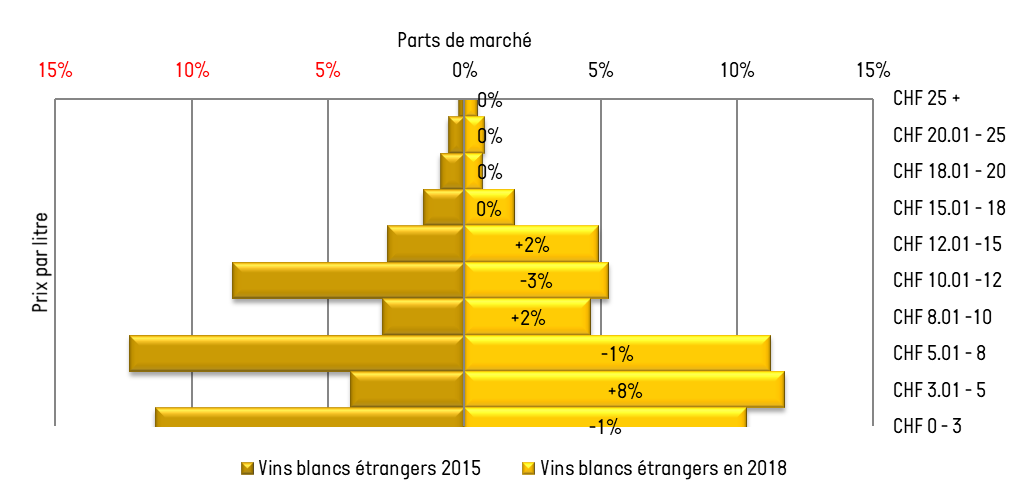 Parts de marché
15% 10% 5% 0% 5% 10% 15%
0% CHF 25 +
0% CHF 20.01 - 25
0% CHF 18.01 - 20
0% CHF 15.01 - 18
+2% CHF 12.01 -15
-3% CHF 10.01 -12
+2% CHF 8.01 -10
-1% CHF 5.01 - 8
+8% CHF 3.01 - 5
-1% CHF 0 - 3
Prix par litre
Vins blancs étrangers 2015 Vins blancs étrangers en 2018